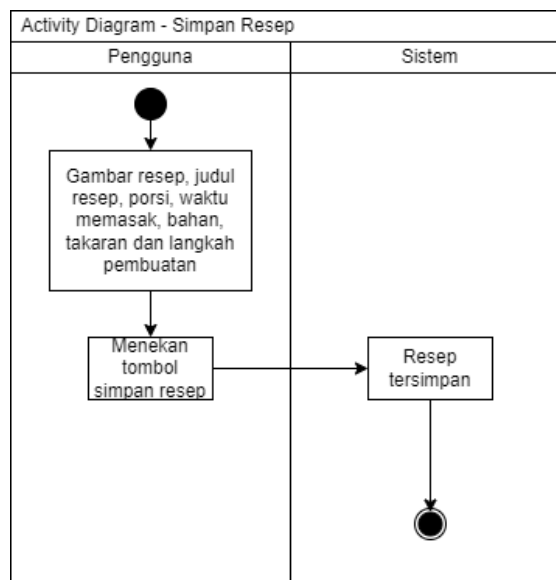 Activity Diagram - Simpan Resep
Pengguna
Sistem
Gambar resep, judul
resep, porsi, waktu
memasak, bahan,
takaran dan langkah
pembuatan
Menekan
tombol
simpan resep
Resep
tersimpan